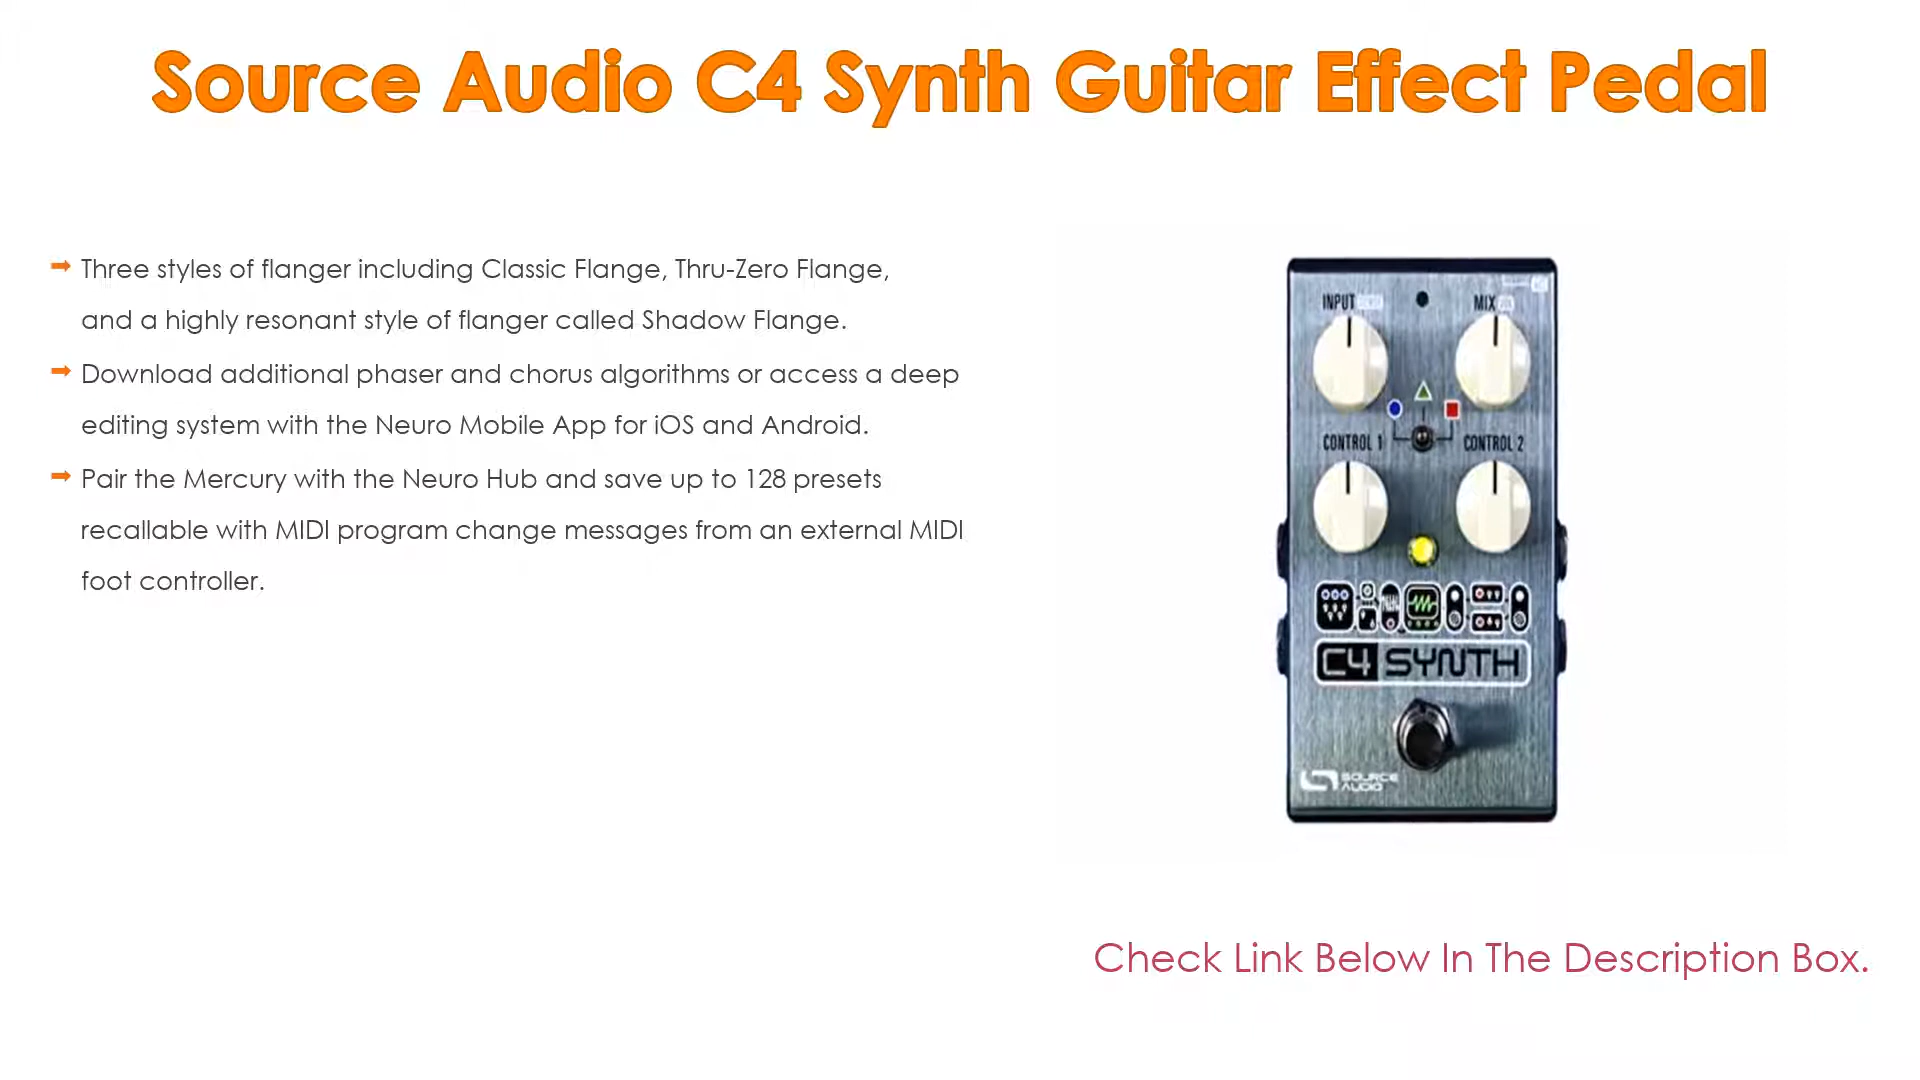 Source Audio C4 Synth Guitar Effect Pedal
Three styles of flanger including Classic Flange, Thru-Zero Flange,
and a highly resonant style of flanger called Shadow Flange.
Download additional phaser and chorus algorithms or access a deep
editing system with the Neuro Mobile App for iOS and Android.
Pair the Mercury with the Neuro Hub and save up to 128 presets
recallable with MIDI program change messages from an external MIDI
foot controller.
INPUT
MIX
CONTROL 1
CONTROL 2
C4 SYNTH
SOURCE
AUDIO
Check Link Below In The Description Box.